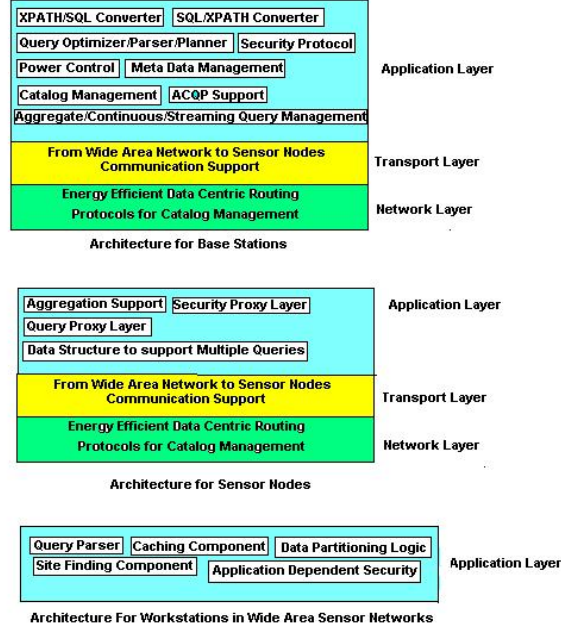 XPATH/SQL Converter SQL/XPATH Converter
Query Optimizer/Parser/Planner Security Protocol
Power Control Meta Data Management
Application Layer
Catalog Management ACQP Support
Aggregate/Continuous/Streaming Query Management
From Wide Area Network to Sensor Nodes
Communication Support
Transport Layer
Energy Efficient Data Centric Routing
Protocols for Catalog Management
Network Layer
Architecture for Base Stations
Aggregation Support Security Proxy Layer
Application Layer
Query Proxy Layer
Data Structure to support Multiple Queries
From Wide Area Network to Sensor Nodes
Communication Support
Transport Layer
Energy Efficient Data Centric Routing
Protocols for Catalog Management
Network Layer
Architecture for Sensor Nodes
Query Parser Caching Component Data Partitioning Logic
Site Finding Component Application Dependent Security
Application Layer
Architecture For Workstations in Wide Area Sensor Networks